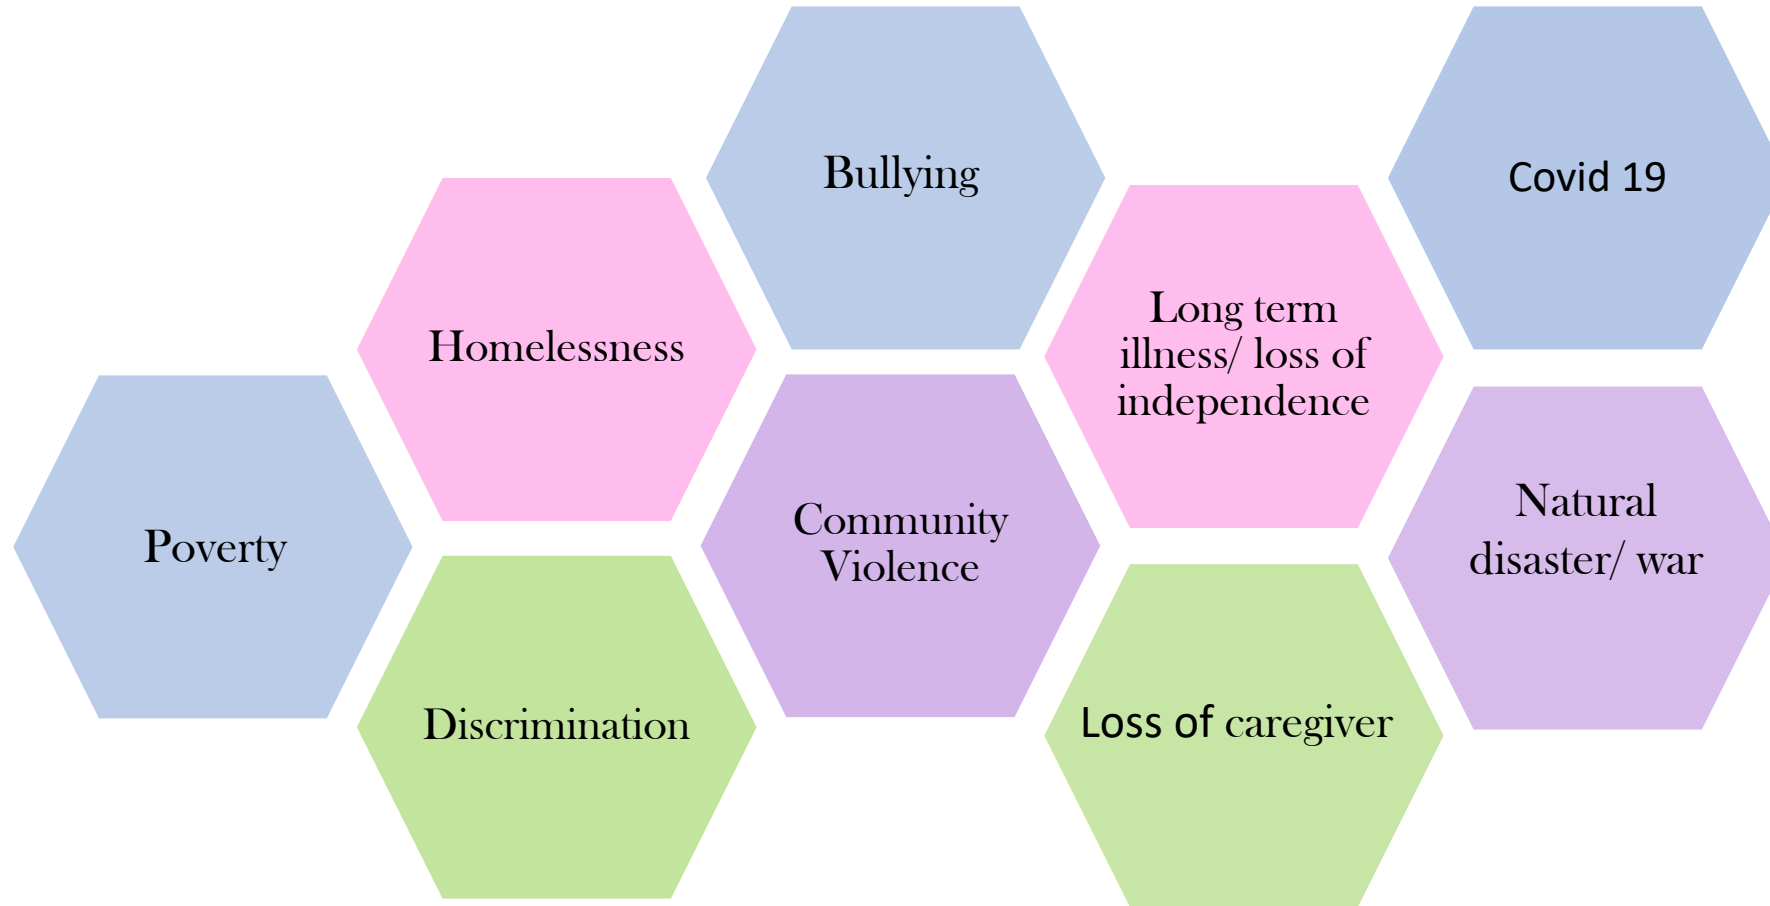 Bullying
Covid 19
Homelessness
Long term
illness/ loss of
independence
Poverty
Community
Violence
Natural
disaster/ war
Discrimination
Loss of caregiver